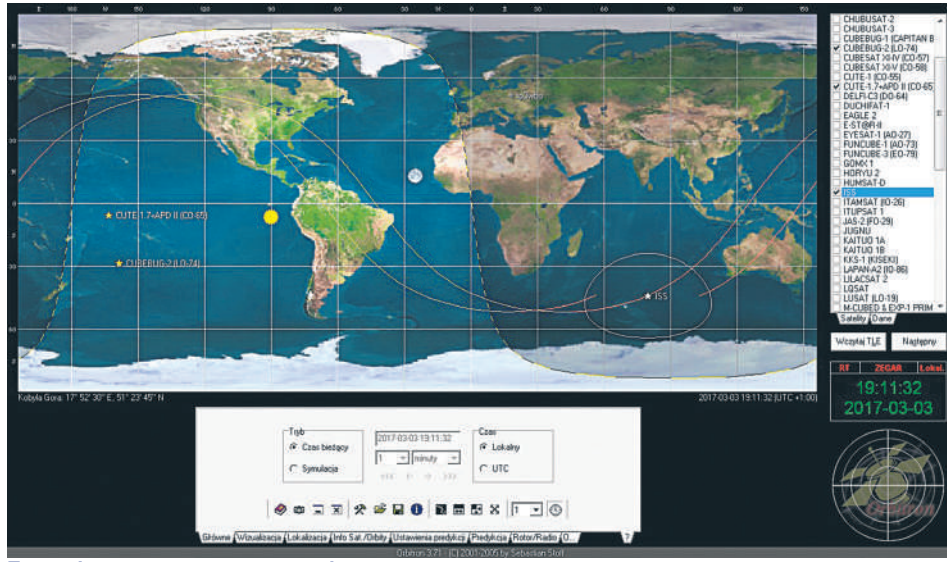 CHUBUSAT-2
CHUBUSAT-3
CUBEBUG-1 (CAPITAN B
CUBEBUG-2 (LO-74)
CUBESAT XI-IV (CO-57)
CUBESAT XI-V (CO-58)
CUTE-1 (CO-55)
CUTE-1.7+APD II (CO-65)
DELFI-C3 (DO-64)
DUCHIFAT-1
EAGLE 2
E-ST@R-II
EYESAT-1 (AO-27)
FUNCUBE-1 (AO-73)
FUNCUBE-3 (EO-79)
GOMX 1
HORYU 2
HUMSAT-D
ISS
ITAMSAT (IO-26)
ITUPSAT 1
JAS-2 (FO-29)
JUGNU
KAITUO 1A
KAITUO 1B
KKS-1 (KISEKI)
LAPAN-A2 (IO-86)
LILACSAT 2
LQSAT
LUSAT (LO-19)
M-CUBED & EXP-1 PRIM
Satelity Dane
Wczytaj TLE Następny
CUTE-1.7+APD II (CO-65)
CUBEBUG-2 (LO-74)
ISS
Kobyla Gora: 17° 52' 30" E, 51° 23' 45" N
2017-03-03 19:11:32 (UTC +1:00)
RT ZEGAR Lokal.
19:11:32
2017-03-03
Orbitron
Tryb
Czas bieżący
Symulacja
2017-03-03 19:11:32
1 minuty
Czas
Lokalny
UTC
1
Główne Wizualizacja Lokalizacja Info Sat./Orbity Ustawienia predykcji Predykcja Rotor/Radio O... ?
Orbitron 3.71 - (C) 2001-2005 by Sebastian Stoff